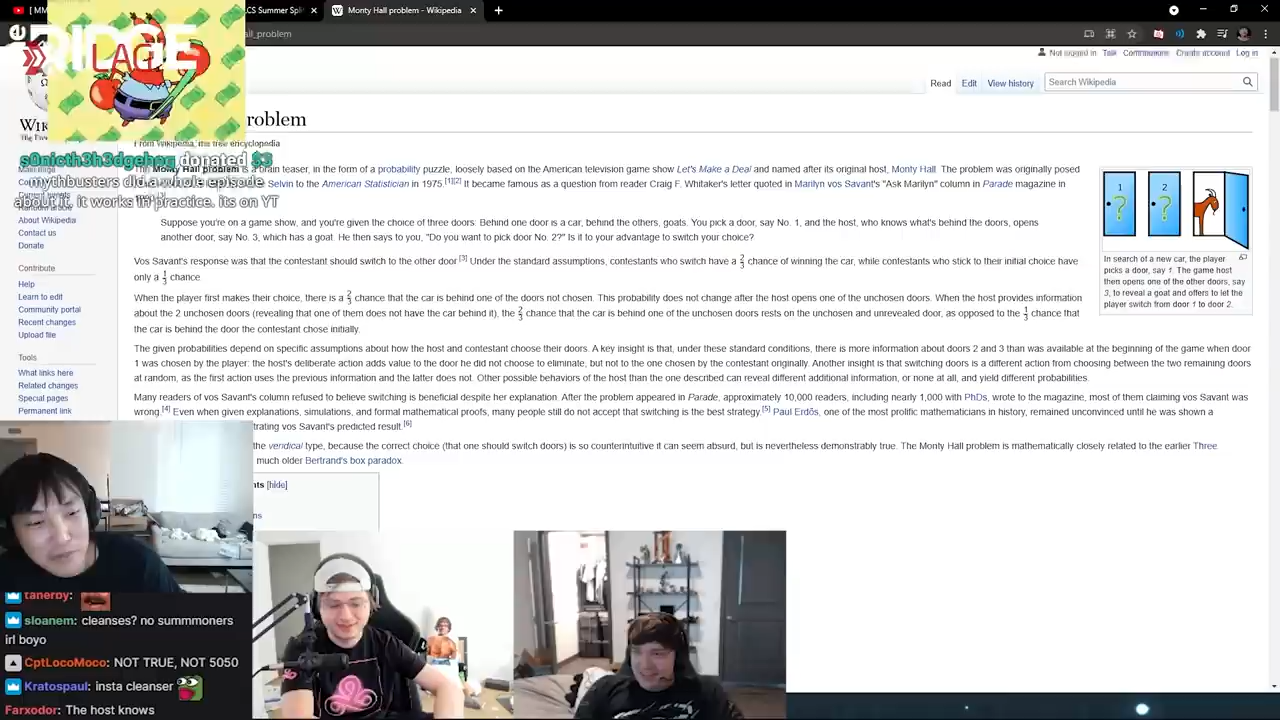 CS Summer Spli
Monty Hall problem - Wikipedia
all_problem
RIDGE
LAGE
Not logged in Talk Contributions Create account Log in
Read Edit View history Search Wikipedia
roblem
From Wikipedia, the free encyclopedia
s0nicth3h3dgehog donated $3
mythbusters did a whole episode
about it. it works in practice. its on YT
The Monty Hall problem is a brain teaser, in the form of a probability puzzle, loosely based on the American television game show Let's Make a Deal and named after its original host, Monty Hall. The problem was originally posed
Selvin to the American Statistician in 1975.[1][2] It became famous as a question from reader Craig F. Whitaker's letter quoted in Marilyn vos Savant's "Ask Marilyn" column in Parade magazine in
Suppose you're on a game show, and you're given the choice of three doors: Behind one door is a car; behind the others, goats. You pick a door, say No. 1, and the host, who knows what's behind the doors, opens
another door, say No. 3, which has a goat. He then says to you, "Do you want to pick door No. 2?" Is it to your advantage to switch your choice?
Vos Savant's response was that the contestant should switch to the other door.[3] Under the standard assumptions, contestants who switch have a 2/3 chance of winning the car, while contestants who stick to their initial choice have
only a 1/3 chance.
When the player first makes their choice, there is a 2/3 chance that the car is behind one of the doors not chosen. This probability does not change after the host opens one of the unchosen doors. When the host provides information
about the 2 unchosen doors (revealing that one of them does not have the car behind it), the 2/3 chance that the car is behind one of the unchosen doors rests on the unchosen and unrevealed door, as opposed to the 1/3 chance that
the car is behind the door the contestant chose initially.
The given probabilities depend on specific assumptions about how the host and contestant choose their doors. A key insight is that, under these standard conditions, there is more information about doors 2 and 3 than was available at the beginning of the game when door
1 was chosen by the player: the host's deliberate action adds value to the door he did not choose to eliminate, but not to the one chosen by the contestant originally. Another insight is that switching doors is a different action from choosing between the two remaining doors
at random, as the first action uses the previous information and the latter does not. Other possible behaviors of the host than the one described can reveal different additional information, or none at all, and yield different probabilities.
Many readers of vos Savant's column refused to believe switching is beneficial despite her explanation. After the problem appeared in Parade, approximately 10,000 readers, including nearly 1,000 with PhDs, wrote to the magazine, most of them claiming vos Savant was
wrong.[4] Even when given explanations, simulations, and formal mathematical proofs, many people still do not accept that switching is the best strategy.[5] Paul Erdős, one of the most prolific mathematicians in history, remained unconvinced until he was shown a
trating vos Savant's predicted result.[6]
the veridical type, because the correct choice (that one should switch doors) is so counterintuitive it can seem absurd, but is nevertheless demonstrably true. The Monty Hall problem is mathematically closely related to the earlier Three
much older Bertrand's box paradox.
nts [hide]
ns
1 2
? ?
In search of a new car, the player
picks a door, say 1. The game host
then opens one of the other doors, say
3, to reveal a goat and offers to let the
player switch from door 1 to door 2.
About Wikipedia
Contact us
Donate
Contribute
Help
Learn to edit
Community portal
Recent changes
Upload file
Tools
What links here
Related changes
Special pages
Permanent link
tanerby:
sloanem: cleanses? no summmoners
irl boyo
CptLocoMoco: NOT TRUE, NOT 5050
Kratospaul: insta cleanser
Farxodor: The host knows